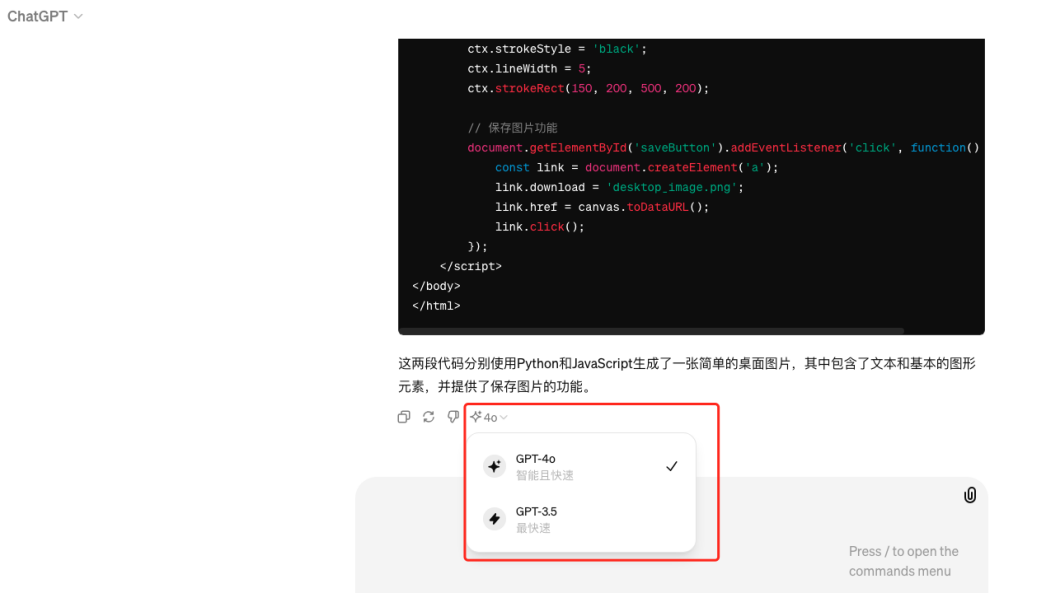 ChatGPT
ctx.strokeStyle = 'black';
ctx.lineWidth = 5;
ctx.strokeRect(150, 200, 500, 200);
// 保存图片功能
document.getElementById('saveButton').addEventListener('click', function()
const link = document.createElement('a');
link.download = 'desktop_image.png';
link.href = canvas.toDataURL();
link.click();
});
</script>
</body>
</html>
这两段代码分别使用Python和JavaScript生成了一张简单的桌面图片，其中包含了文本和基本的图形
元素，并提供了保存图片的功能。
4o
GPT-4o
智能且快速
GPT-3.5
最快速
Press / to open the
commands menu